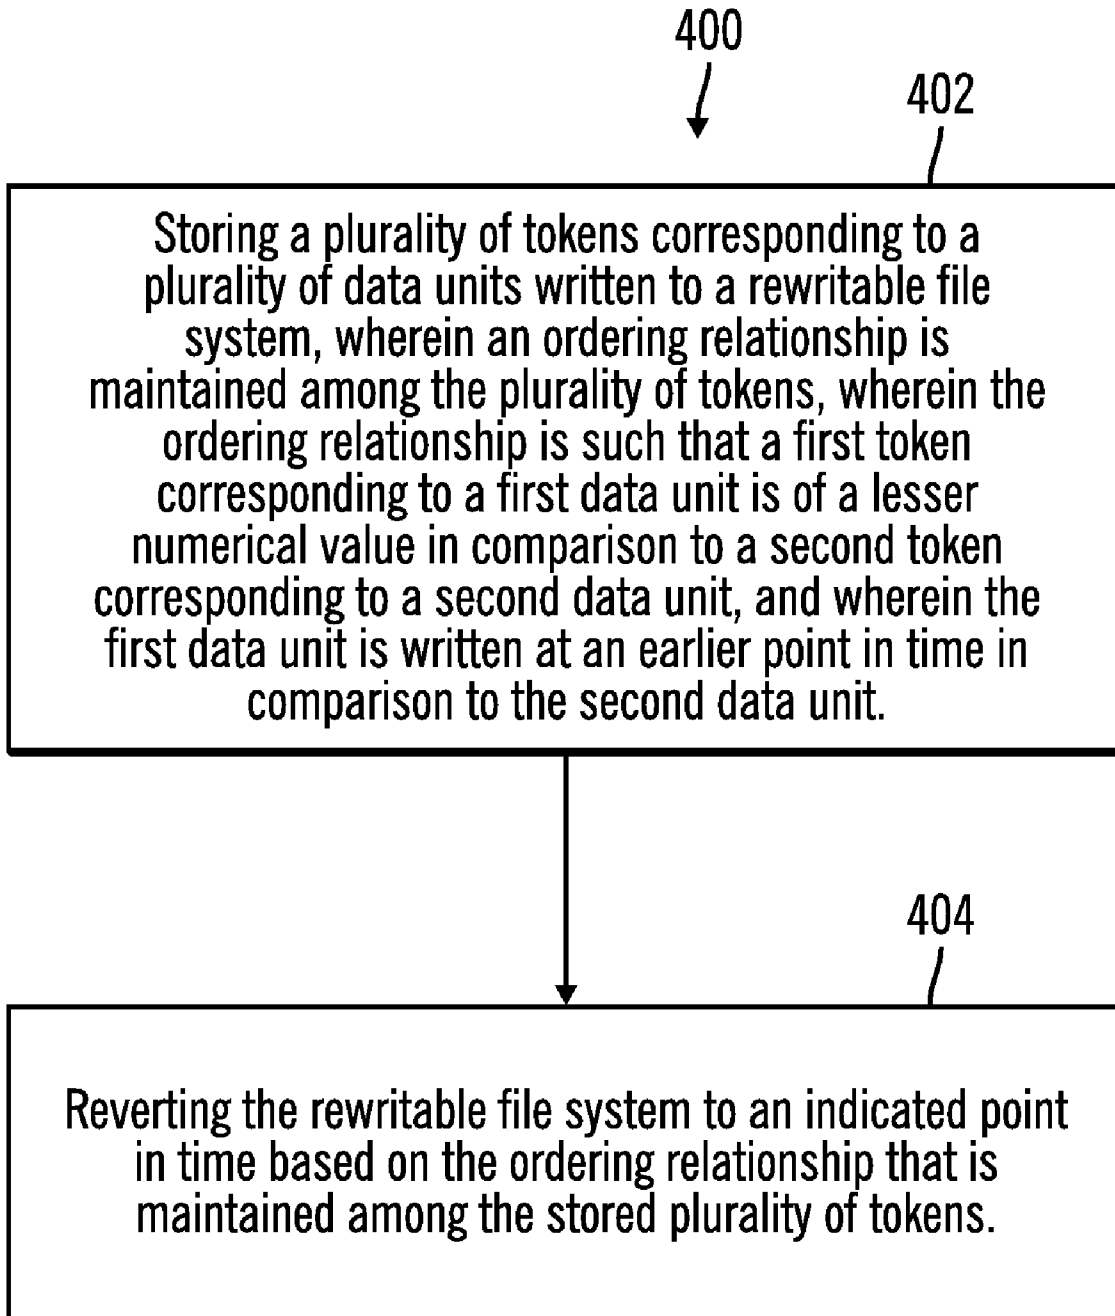 400
402
Storing a plurality of tokens corresponding to a
plurality of data units written to a rewritable file
system, wherein an ordering relationship is
maintained among the plurality of tokens, wherein the
ordering relationship is such that a first token
corresponding to a first data unit is of a lesser
numerical value in comparison to a second token
corresponding to a second data unit, and wherein the
first data unit is written at an earlier point in time in
comparison to the second data unit.
404
Reverting the rewritable file system to an indicated point
in time based on the ordering relationship that is
maintained among the stored plurality of tokens.